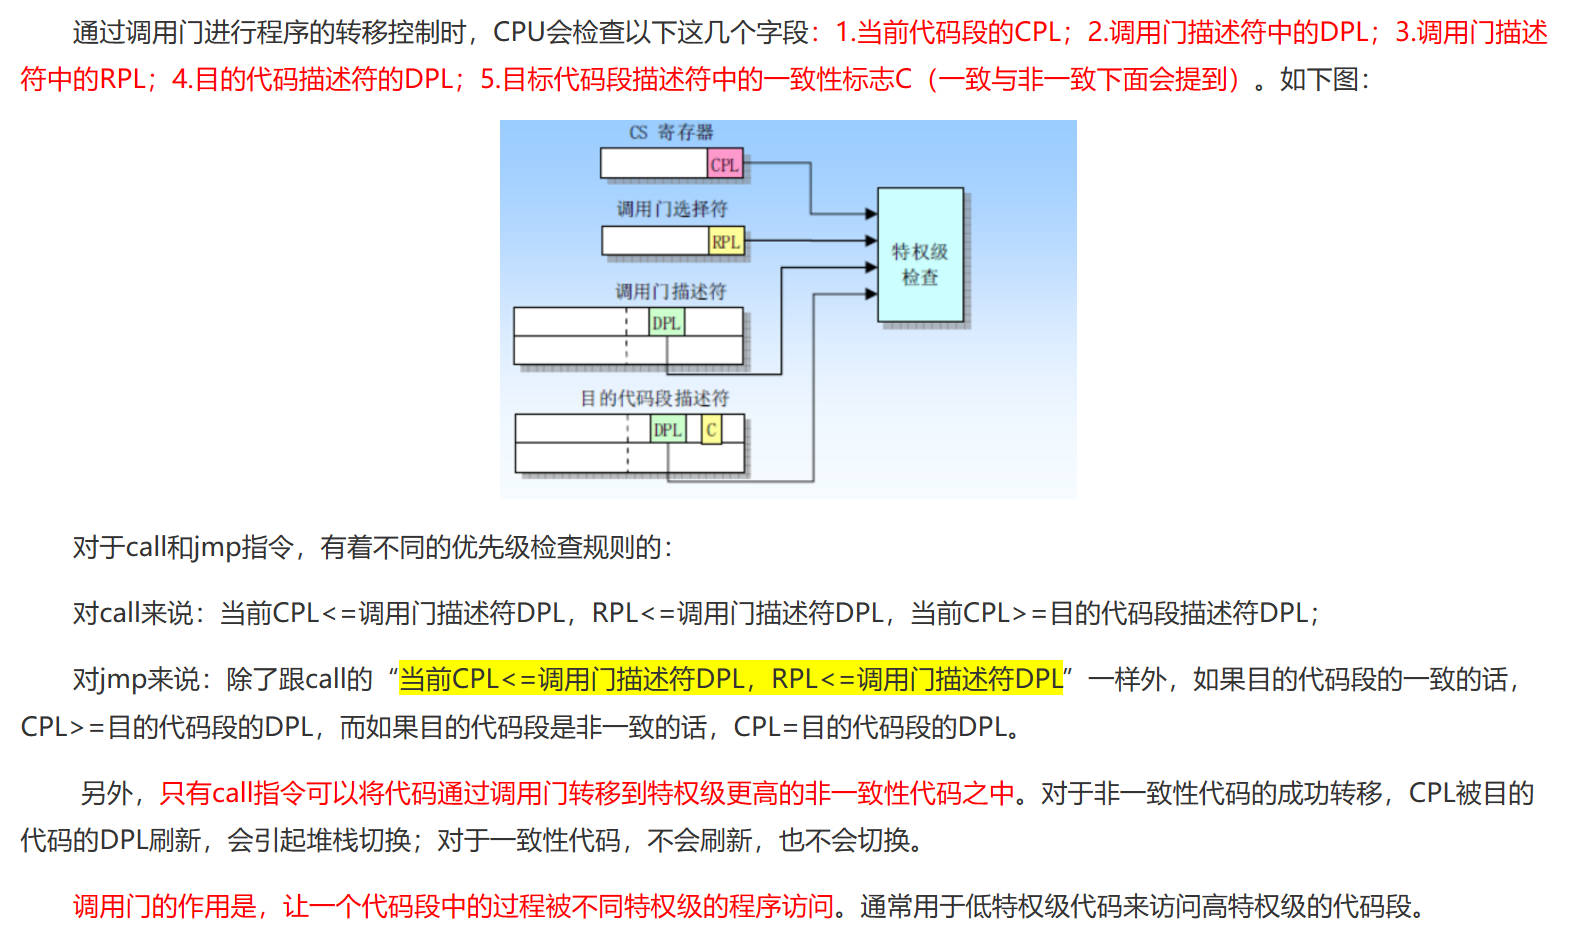 通过调用门进行程序的转移控制时，CPU会检查以下这几个字段：1.当前代码段的CPL；2.调用门描述符中的DPL；3.调用门描述
符中的RPL；4.目的代码描述符的DPL；5.目标代码段描述符中的一致性标志C（一致与非一致下面会提到）。如下图：
CS 寄存器
CPL
调用门选择符
RPL
特权级
检查
调用门描述符
DPL
目的代码段描述符
DPL C
对于call和jmp指令，有着不同的优先级检查规则的：
对call来说：当前CPL<=调用门描述符DPL，RPL<=调用门描述符DPL，当前CPL>=目的代码段描述符DPL；
对jmp来说：除了跟call的“当前CPL<=调用门描述符DPL，RPL<=调用门描述符DPL”一样外，如果目的代码段的一致的话，
CPL>=目的代码段的DPL，而如果目的代码段是非一致的话，CPL=目的代码段的DPL。
另外，只有call指令可以将代码通过调用门转移到特权级更高的非一致性代码之中。对于非一致性代码的成功转移，CPL被目的
代码的DPL刷新，会引起堆栈切换；对于一致性代码，不会刷新，也不会切换。
调用门的作用是，让一个代码段中的过程被不同特权级的程序访问。通常用于低特权级代码来访问高特权级的代码段。